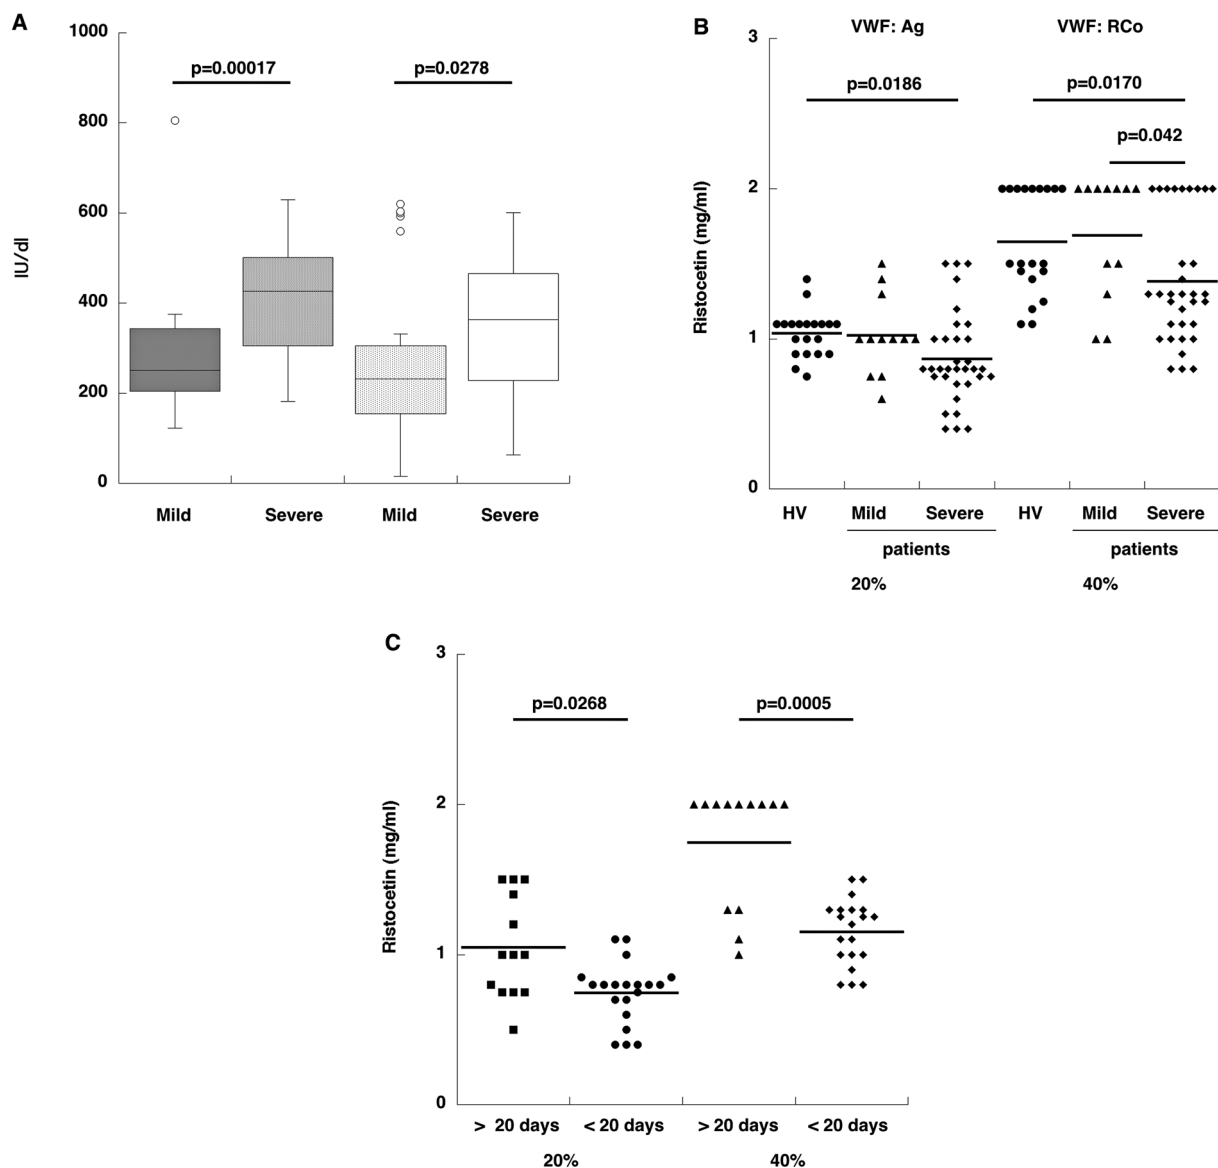 A
1000
800
600
400
200
0
IU/dl
p=0.00017
p=0.0278
Mild Severe Mild Severe
B
VWF: Ag VWF: RCo
3
2
1
0
Ristocetin (mg/ml)
p=0.0186
p=0.0170
p=0.042
HV Mild Severe HV Mild Severe
patients patients
20% 40%
C
3
2
1
0
Ristocetin (mg/ml)
p=0.0268
p=0.0005
> 20 days < 20 days > 20 days < 20 days
20% 40%